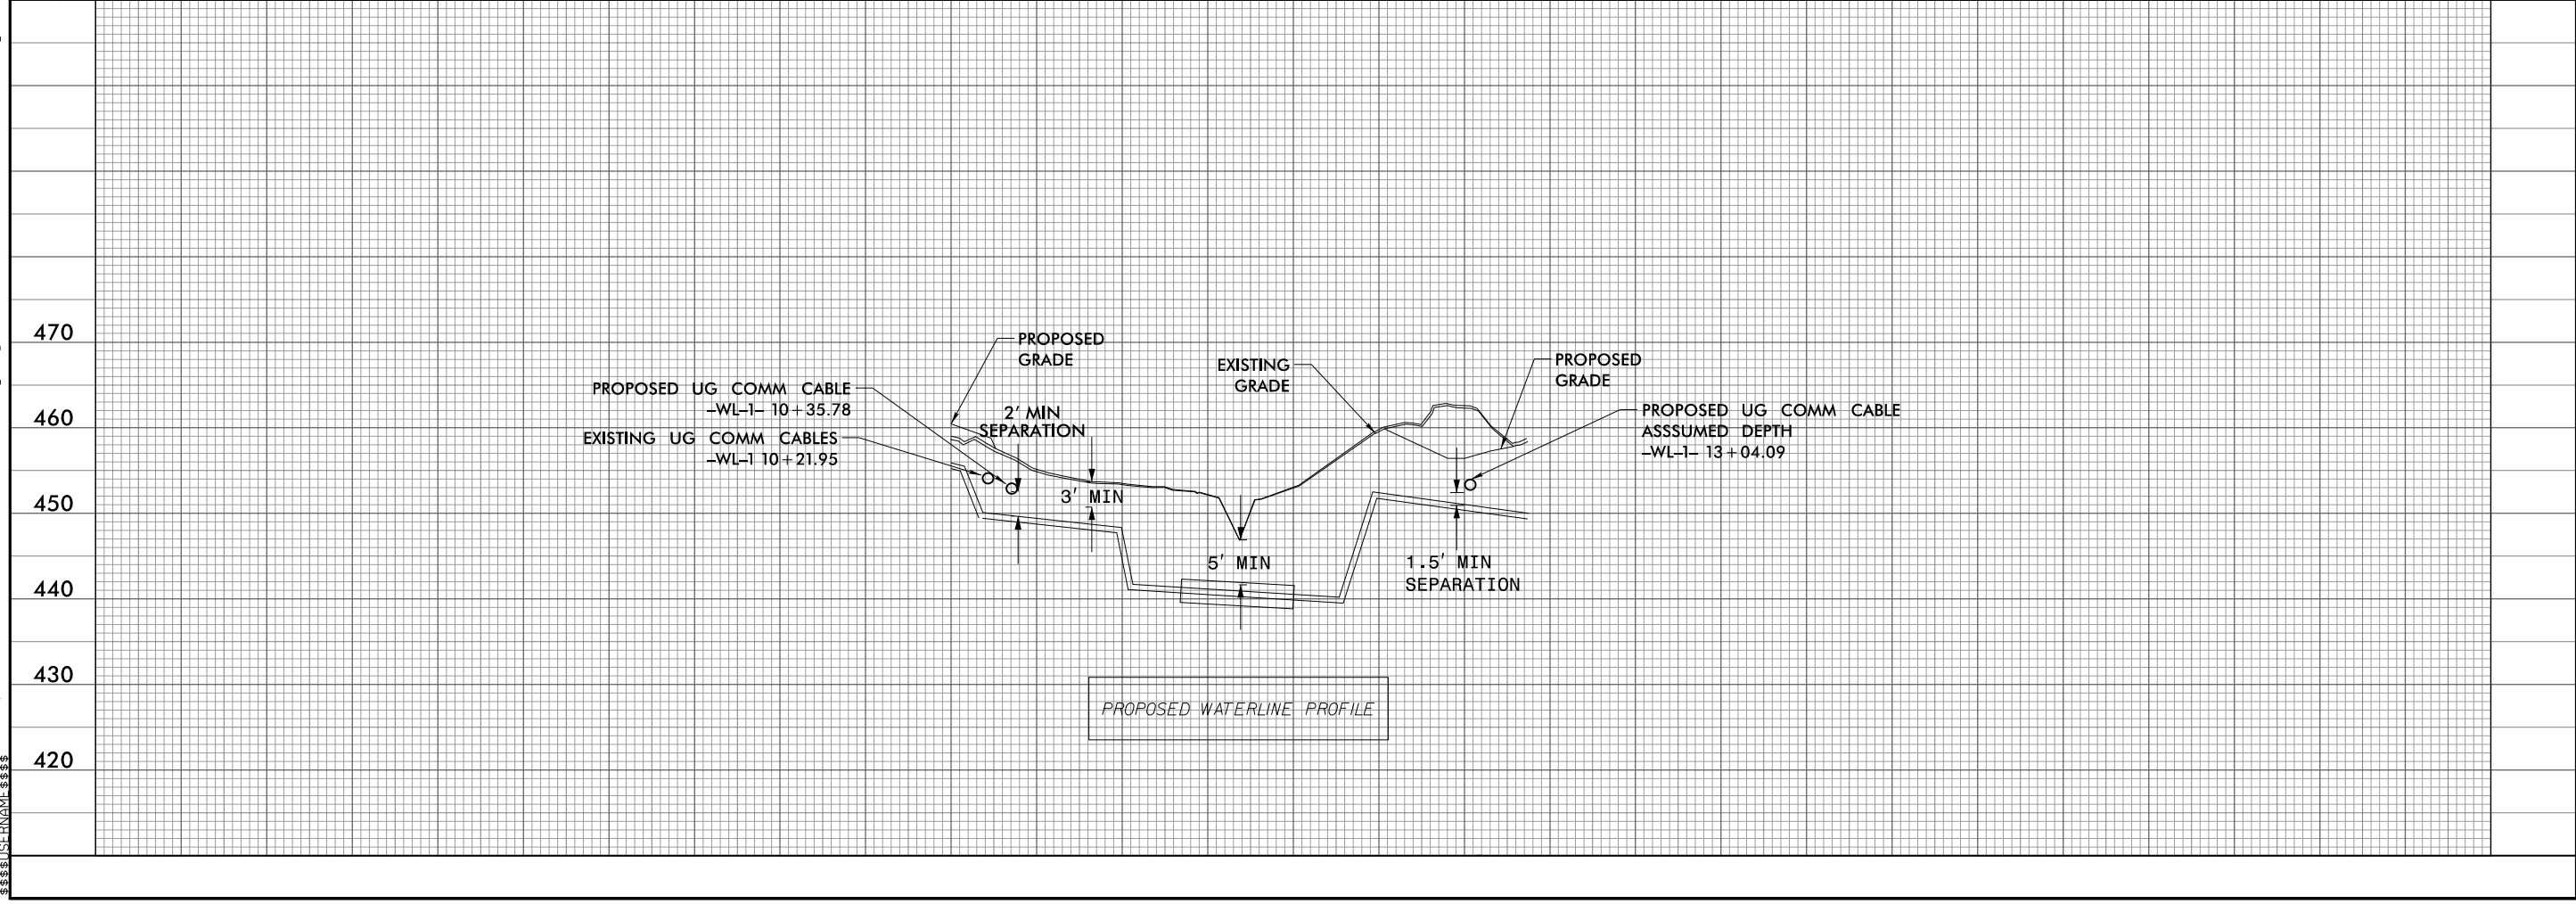 470
PROPOSED
GRADE
EXISTING
GRADE
PROPOSED
GRADE
PROPOSED UG COMM CABLE
-WL-1- 10+35.78
2' MIN
SEPARATION
460
PROPOSED UG COMM CABLE
ASSSUMED DEPTH
-WL-1- 13+04.09
EXISTING UG COMM CABLES
-WL-1 10+21.95
450
3' MIN
5' MIN
1.5' MIN
SEPARATION
440
430
PROPOSED WATERLINE PROFILE
420
$$$$USERNAME$$$$